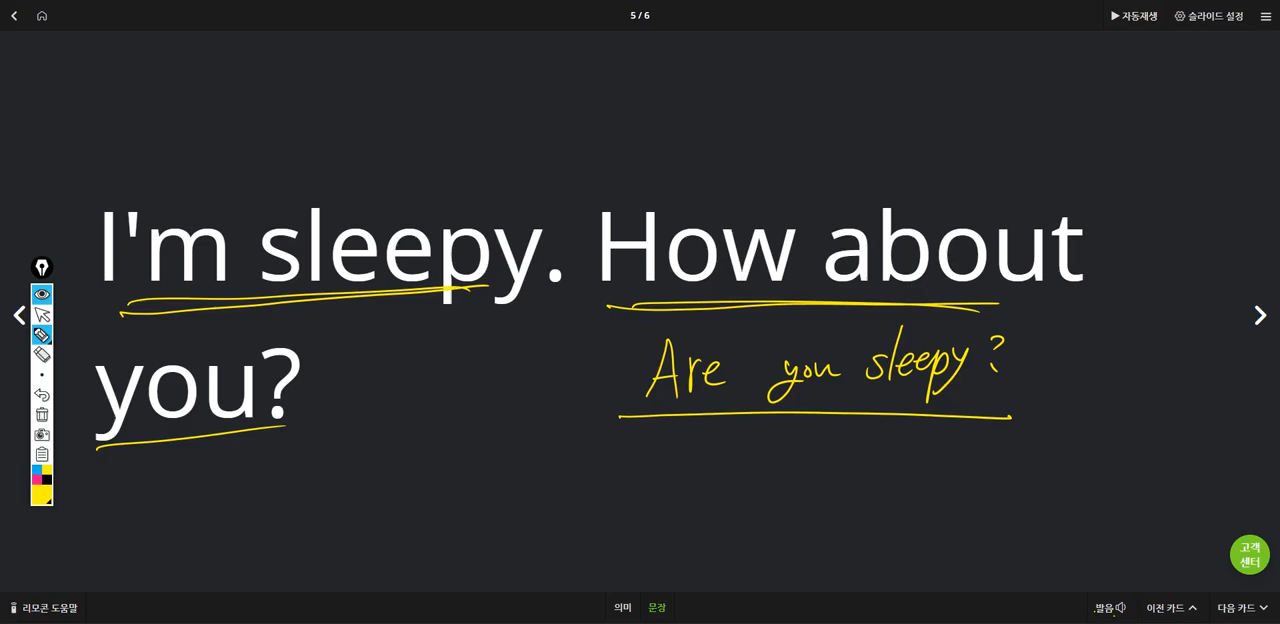 5 / 6
자동재생
슬라이드 설정
I'm sleepy. How about
you?
Are you sleepy?
고객
센터
리모콘 도움말
의미
문장
발음
이전 카드
다음 카드